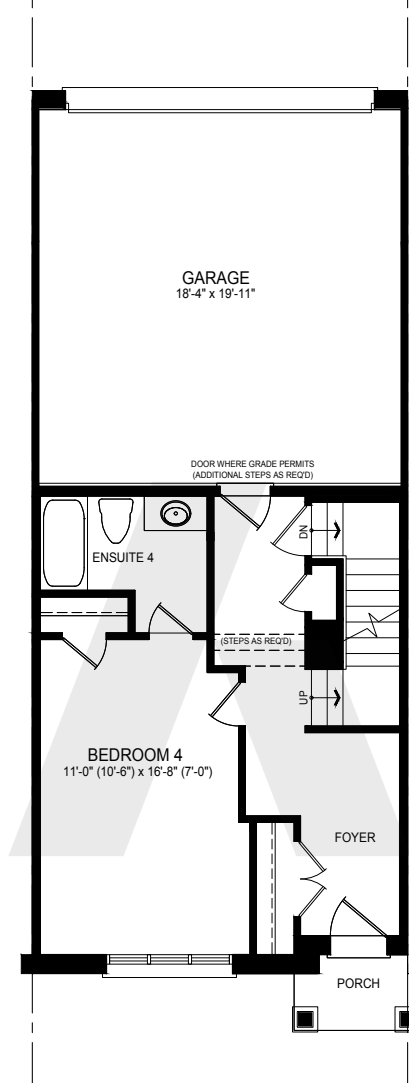 GARAGE
18'-4" x 19'-11"
DOOR WHERE GRADE PERMITS
(ADDITIONAL STEPS AS REQ'D)
DN
ENSUITE 4
(STEPS AS REQ'D)
UP
BEDROOM 4
11'-0" (10'-6") x 16'-8" (7'-0")
FOYER
PORCH